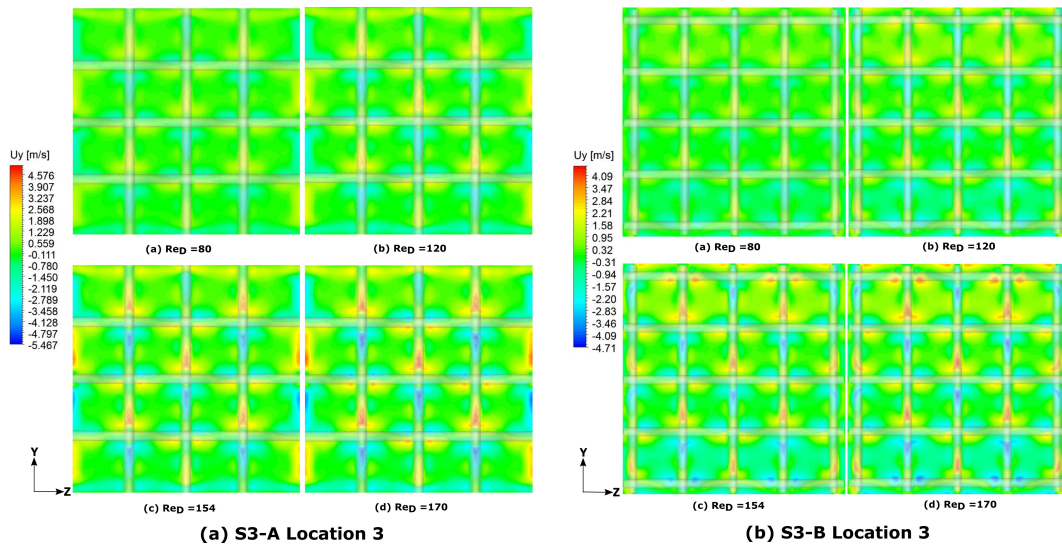 Uy [m/s]
4.576
3.907
3.237
2.568
1.898
1.229
0.559
-0.111
-0.780
-1.450
-2.119
-2.789
-3.458
-4.128
-4.797
-5.467
(a) ReD =80
(b) ReD =120
Y
Z
(c) ReD =154
(d) ReD =170
(a) S3-A Location 3
Uy [m/s]
4.09
3.47
2.84
2.21
1.58
0.95
0.32
-0.31
-0.94
-1.57
-2.20
-2.83
-3.46
-4.09
-4.71
(a) ReD =80
(b) ReD =120
Y
Z
(c) ReD =154
(d) ReD =170
(b) S3-B Location 3